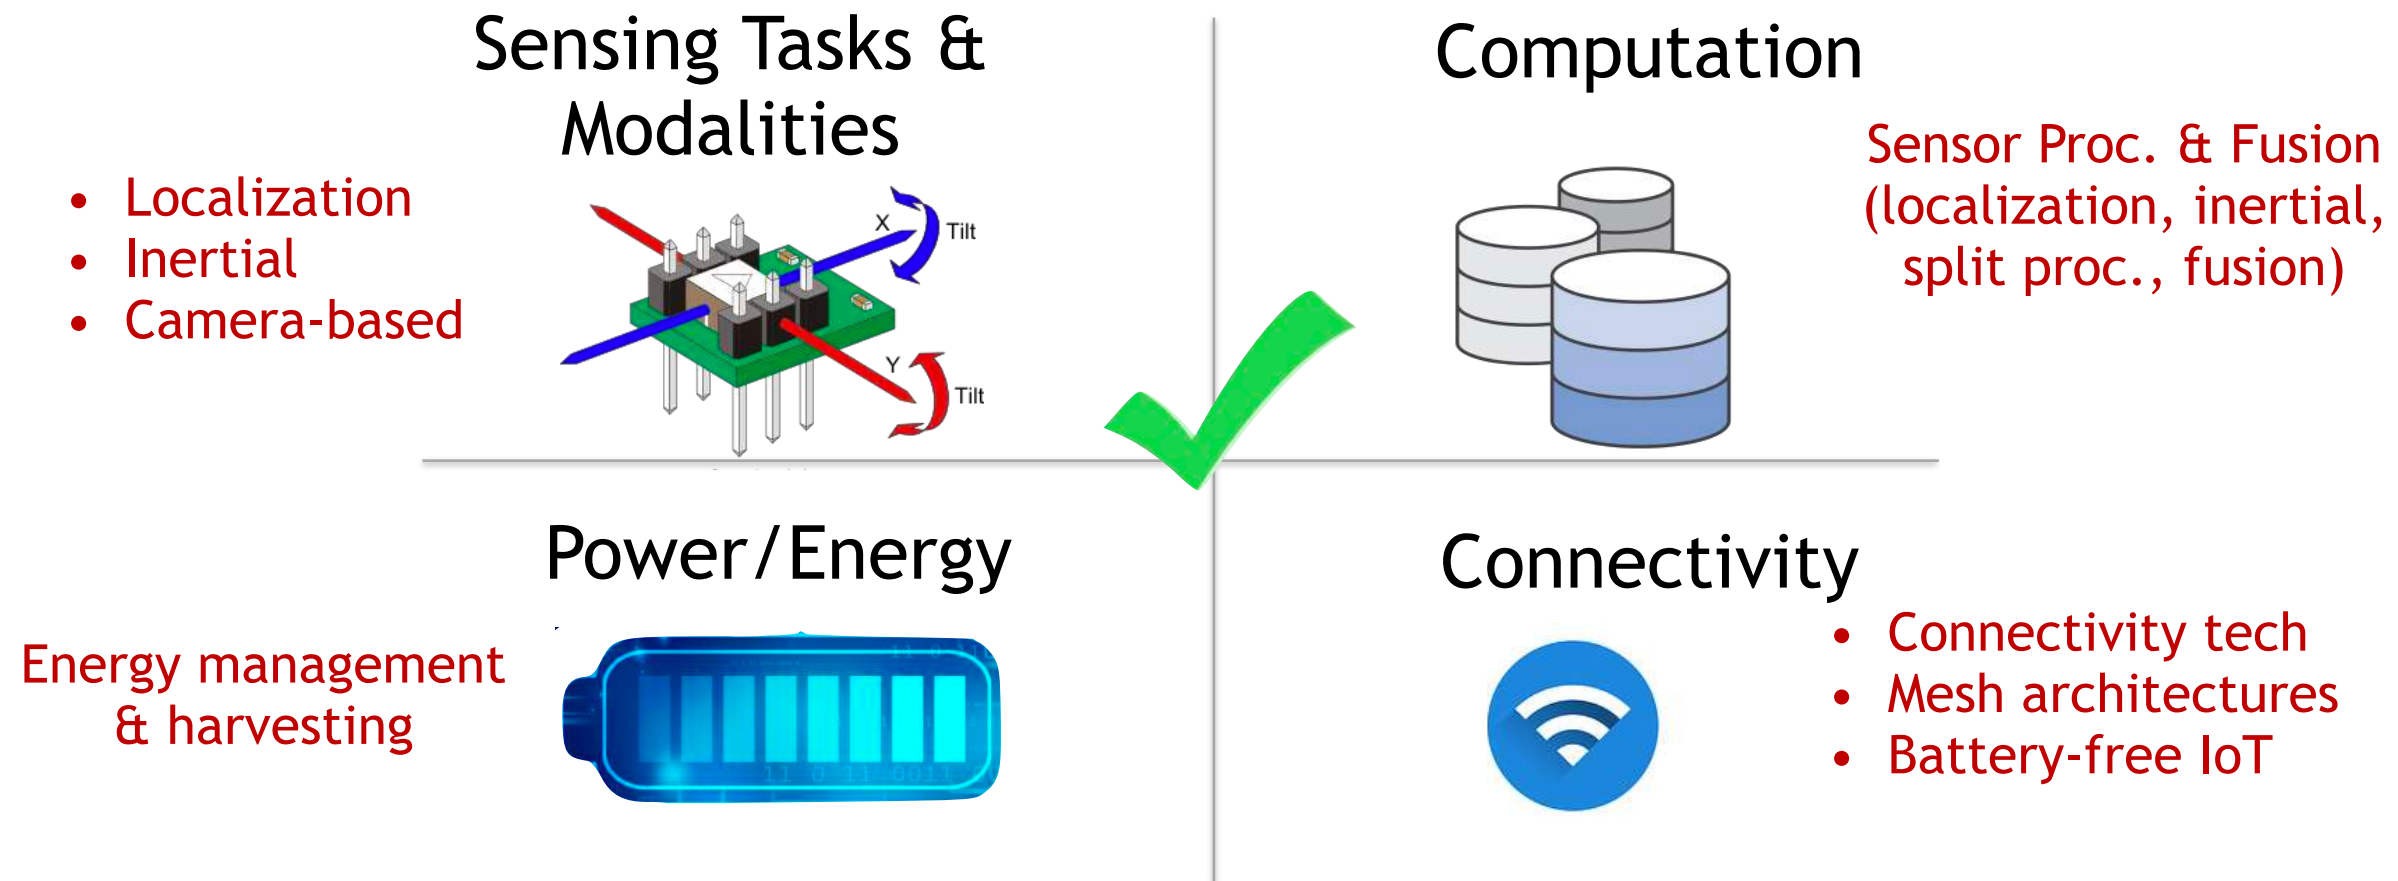 Sensing Tasks &
Modalities
• Localization
• Inertial
• Camera-based
X
Tilt
Y
Tilt
Computation
Sensor Proc. & Fusion
(localization, inertial,
split proc., fusion)
Power/Energy
Energy management
& harvesting
Connectivity
• Connectivity tech
• Mesh architectures
• Battery-free IoT